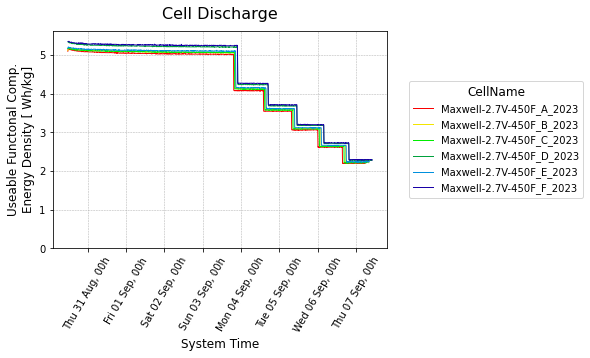 Cell Discharge
Useable Functonal Comp.
Energy Density [ Wh/kg]
5
4
3
2
1
0
Thu 31 Aug, 00h
Fri 01 Sep, 00h
Sat 02 Sep, 00h
Sun 03 Sep, 00h
Mon 04 Sep, 00h
Tue 05 Sep, 00h
Wed 06 Sep, 00h
Thu 07 Sep, 00h
System Time
CellName
Maxwell-2.7V-450F_A_2023
Maxwell-2.7V-450F_B_2023
Maxwell-2.7V-450F_C_2023
Maxwell-2.7V-450F_D_2023
Maxwell-2.7V-450F_E_2023
Maxwell-2.7V-450F_F_2023